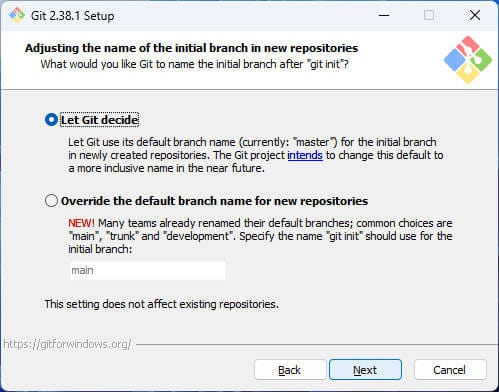 Git 2.38.1 Setup
Adjusting the name of the initial branch in new repositories
What would you like Git to name the initial branch after "git init"?
Let Git decide
Let Git use its default branch name (currently: "master") for the initial branch
in newly created repositories. The Git project intends to change this default to
a more inclusive name in the near future.
Override the default branch name for new repositories
NEW! Many teams already renamed their default branches; common choices are
"main", "trunk" and "development". Specify the name "git init" should use for the
initial branch:
main
This setting does not affect existing repositories.
https://gitforwindows.org/
Back
Next
Cancel